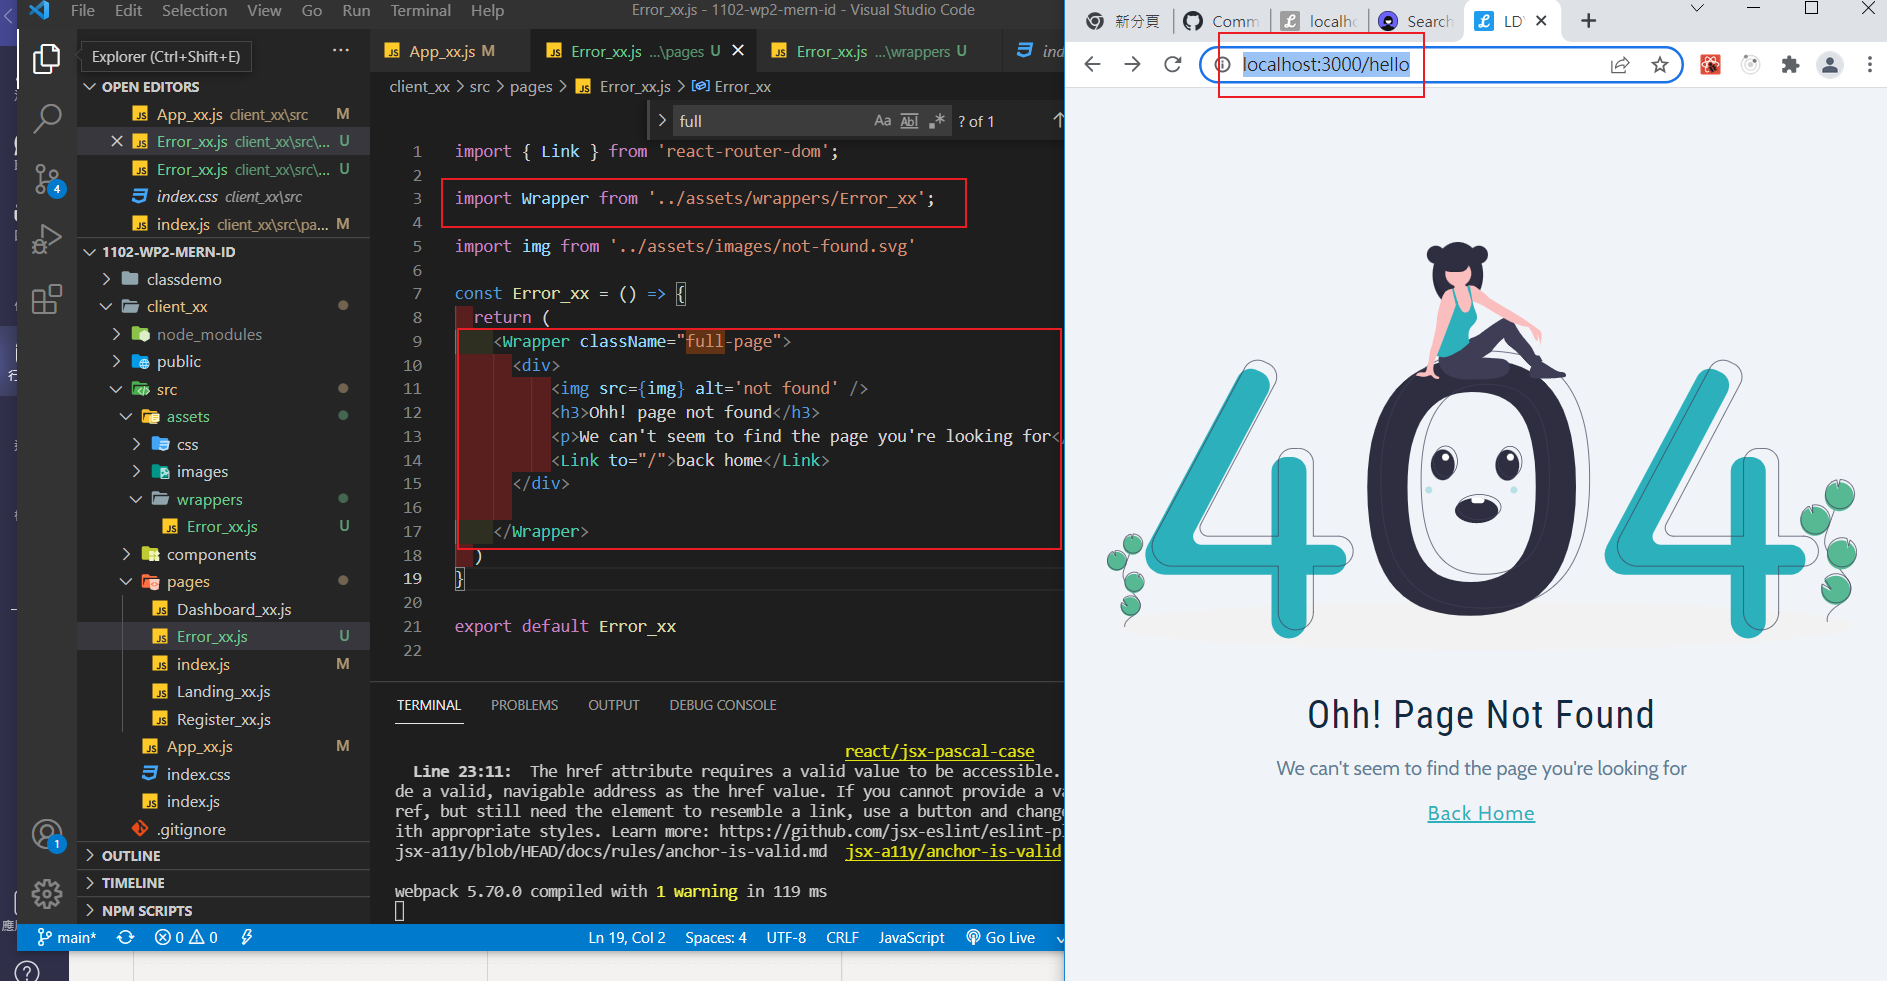 File Edit Selection View Go Run Terminal Help
Error_xx.js - 1102-wp2-mern-id - Visual Studio Code
Explorer (Ctrl+Shift+E)
OPEN EDITORS
App_xx.js client_xx\src M
Error_xx.js client_xx\src\... U
Error_xx.js client_xx\src\... U
index.css client_xx\src
index.js client_xx\src\pa... M
1102-WP2-MERN-ID
classdemo
client_xx
node_modules
public
src
assets
css
images
wrappers
Error_xx.js U
components
pages
Dashboard_xx.js
Error_xx.js U
index.js M
Landing_xx.js
Register_xx.js
App_xx.js M
index.css
index.js
.gitignore
OUTLINE
TIMELINE
NPM SCRIPTS
4
1
App_xx.js M
Error_xx.js ...\pages U
Error_xx.js ...\wrappers U
ind
client_xx > src > pages > Error_xx.js > Error_xx
full Aa Abl ? of 1
1 import { Link } from 'react-router-dom';
2
3 import Wrapper from '../assets/wrappers/Error_xx';
4
5 import img from '../assets/images/not-found.svg'
6
7 const Error_xx = () => {
8 return (
9 <Wrapper className="full-page">
10 <div>
11 <img src={img} alt='not found' />
12 <h3>Ohh! page not found</h3>
13 <p>We can't seem to find the page you're looking for<
14 <Link to="/">back home</Link>
15 </div>
16
17 </Wrapper>
18 )
19 }
20
21 export default Error_xx
22
TERMINAL PROBLEMS OUTPUT DEBUG CONSOLE
react/jsx-pascal-case
Line 23:11: The href attribute requires a valid value to be accessible.
de a valid, navigable address as the href value. If you cannot provide a va
ref, but still need the element to resemble a link, use a button and change
ith appropriate styles. Learn more: https://github.com/jsx-eslint/eslint-p
jsx-a11y/blob/HEAD/docs/rules/anchor-is-valid.md jsx-a11y/anchor-is-valid
webpack 5.70.0 compiled with 1 warning in 119 ms
main* 0 0
Ln 19, Col 2 Spaces: 4 UTF-8 CRLF JavaScript Go Live
新分頁
Comm
localho
Search
LD
localhost:3000/hello
404
Ohh! Page Not Found
We can't seem to find the page you're looking for
Back Home